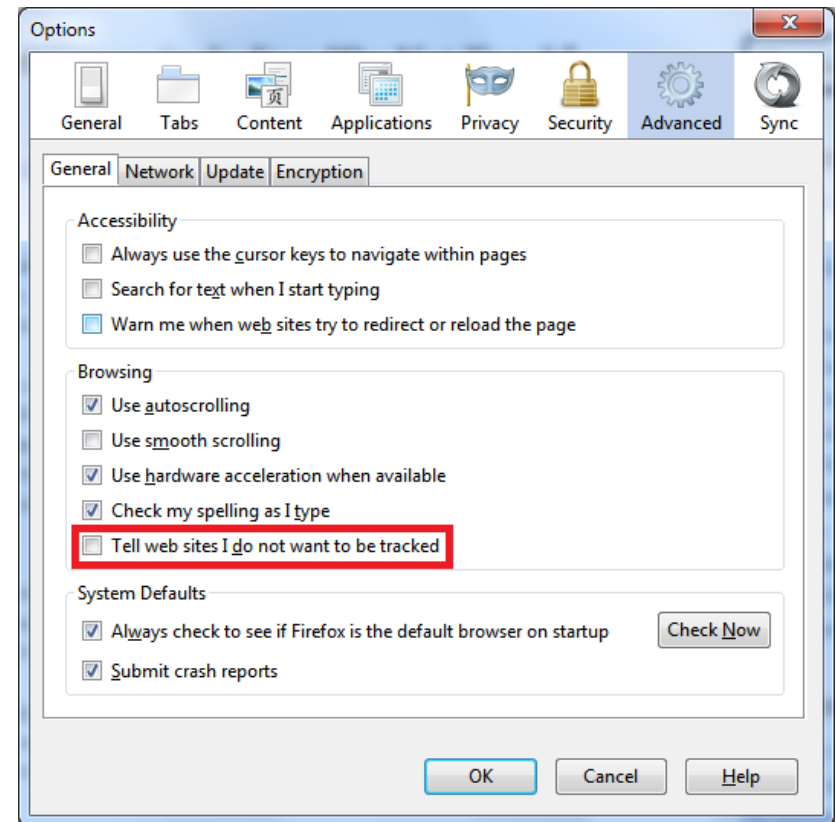 Options
页
General Tabs Content Applications Privacy Security Advanced Sync
General Network Update Encryption
Accessibility
Always use the cursor keys to navigate within pages
Search for text when I start typing
Warn me when web sites try to redirect or reload the page
Browsing
Use autoscrolling
Use smooth scrolling
Use hardware acceleration when available
Check my spelling as I type
Tell web sites I do not want to be tracked
System Defaults
Always check to see if Firefox is the default browser on startup Check Now
Submit crash reports
OK Cancel Help